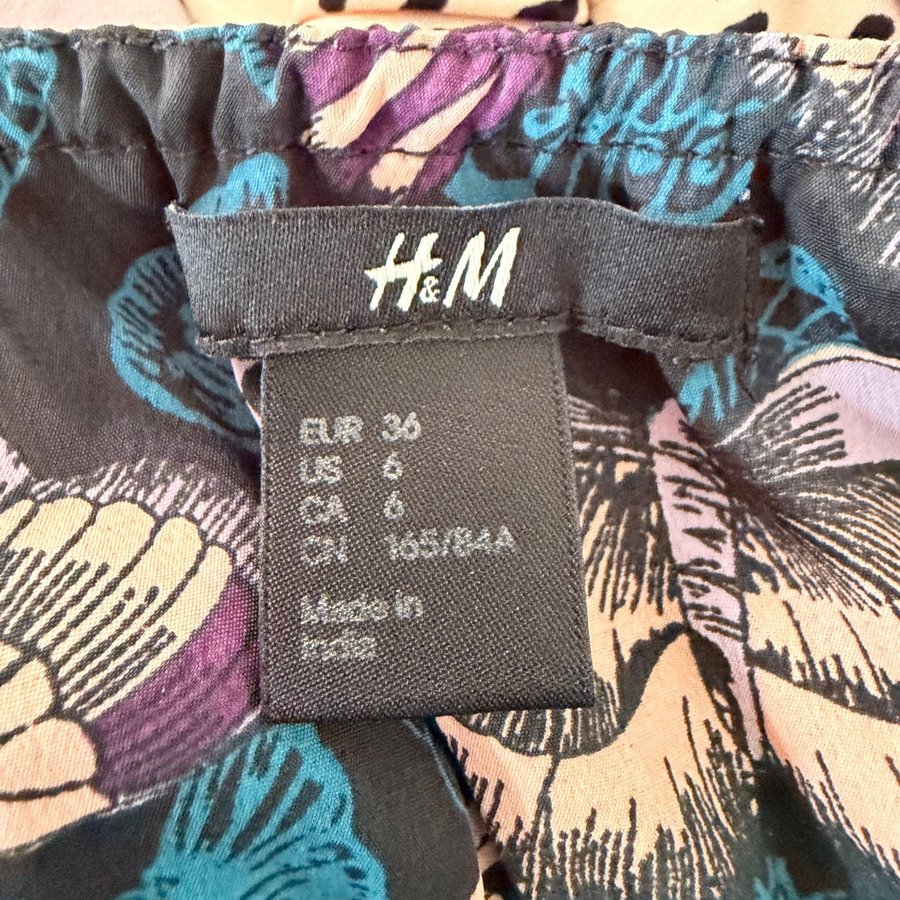 H&M
EUR 36
US 6
CA 6
CN 165/84A
Made in
India